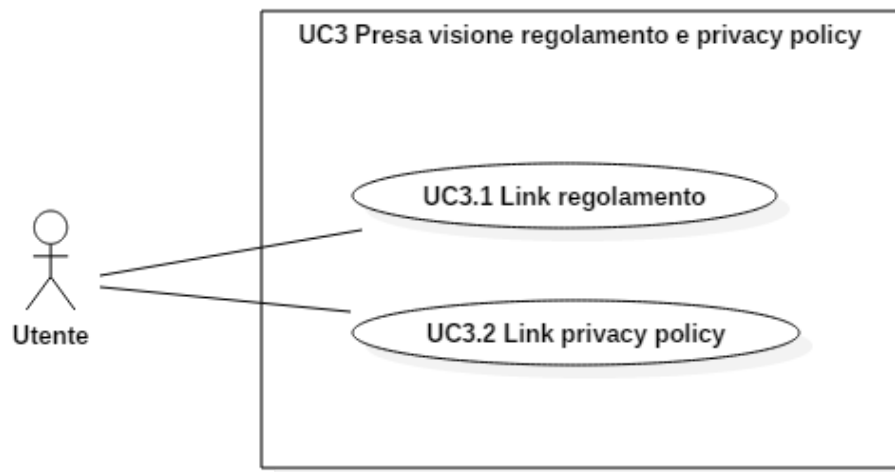 UC3 Presa visione regolamento e privacy policy
UC3.1 Link regolamento
Utente
UC3.2 Link privacy policy